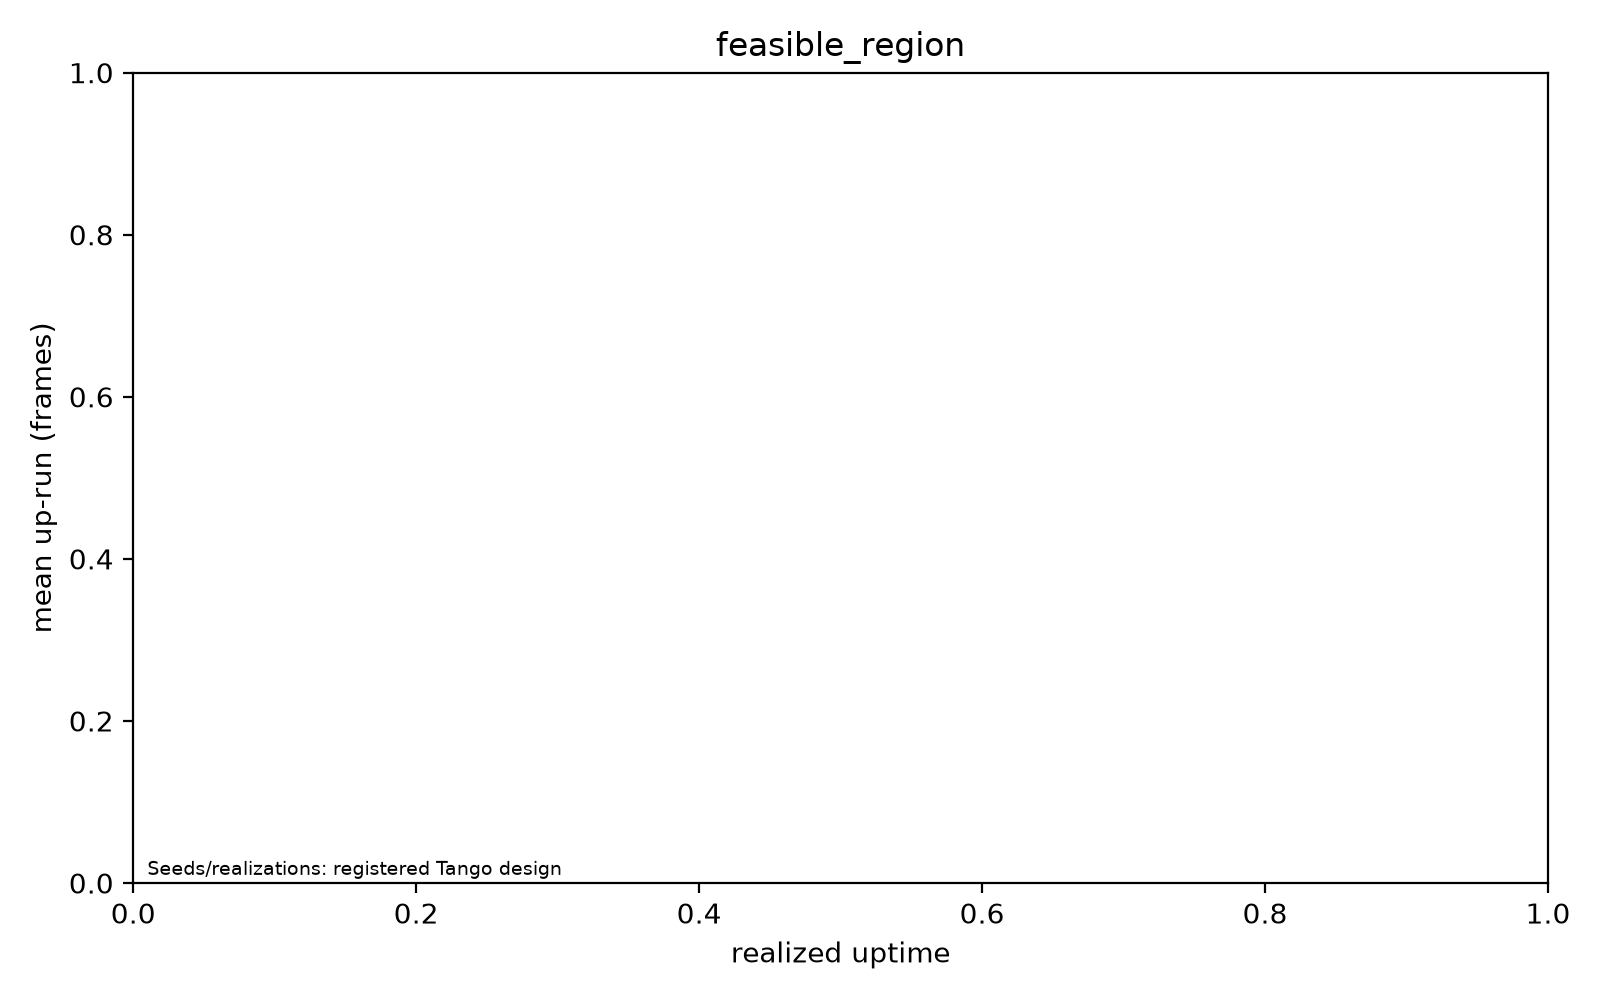 feasible_region
1.0
0.8
0.6
0.4
0.2
0.0
mean up-run (frames)
Seeds/realizations: registered Tango design
0.0 0.2 0.4 0.6 0.8 1.0
realized uptime